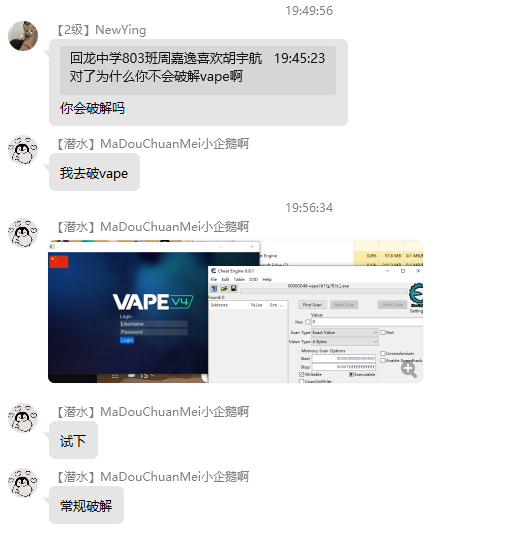 19:49:56
【2级】NewYing
回龙中学803班周嘉逸喜欢胡宇航 19:45:23
对了为什么你不会破解vape啊
你会破解吗
【潜水】MaDouChuanMei小企鹅啊
我去破vape
19:56:34
【潜水】MaDouChuanMei小企鹅啊
VAPE V4
Login
Username
Password
Login
15°
Cheat Engine 6.8.1
File Edit Table D3D Help
Found: 0
Address Value Pre...
First Scan Next Scan Undo Scan
Value:
Hex 0
Scan Type Exact Value Not
Value Type 4 Bytes
Memory Scan Options
Start 0000000000000000
Stop 00007fffffffffff
Writable Executable
CopyOnWrite
Unrandomizer
Enable Speedhack
0.8% 57.6 MB 0.1 MB/
【潜水】MaDouChuanMei小企鹅啊
试下
【潜水】MaDouChuanMei小企鹅啊
常规破解